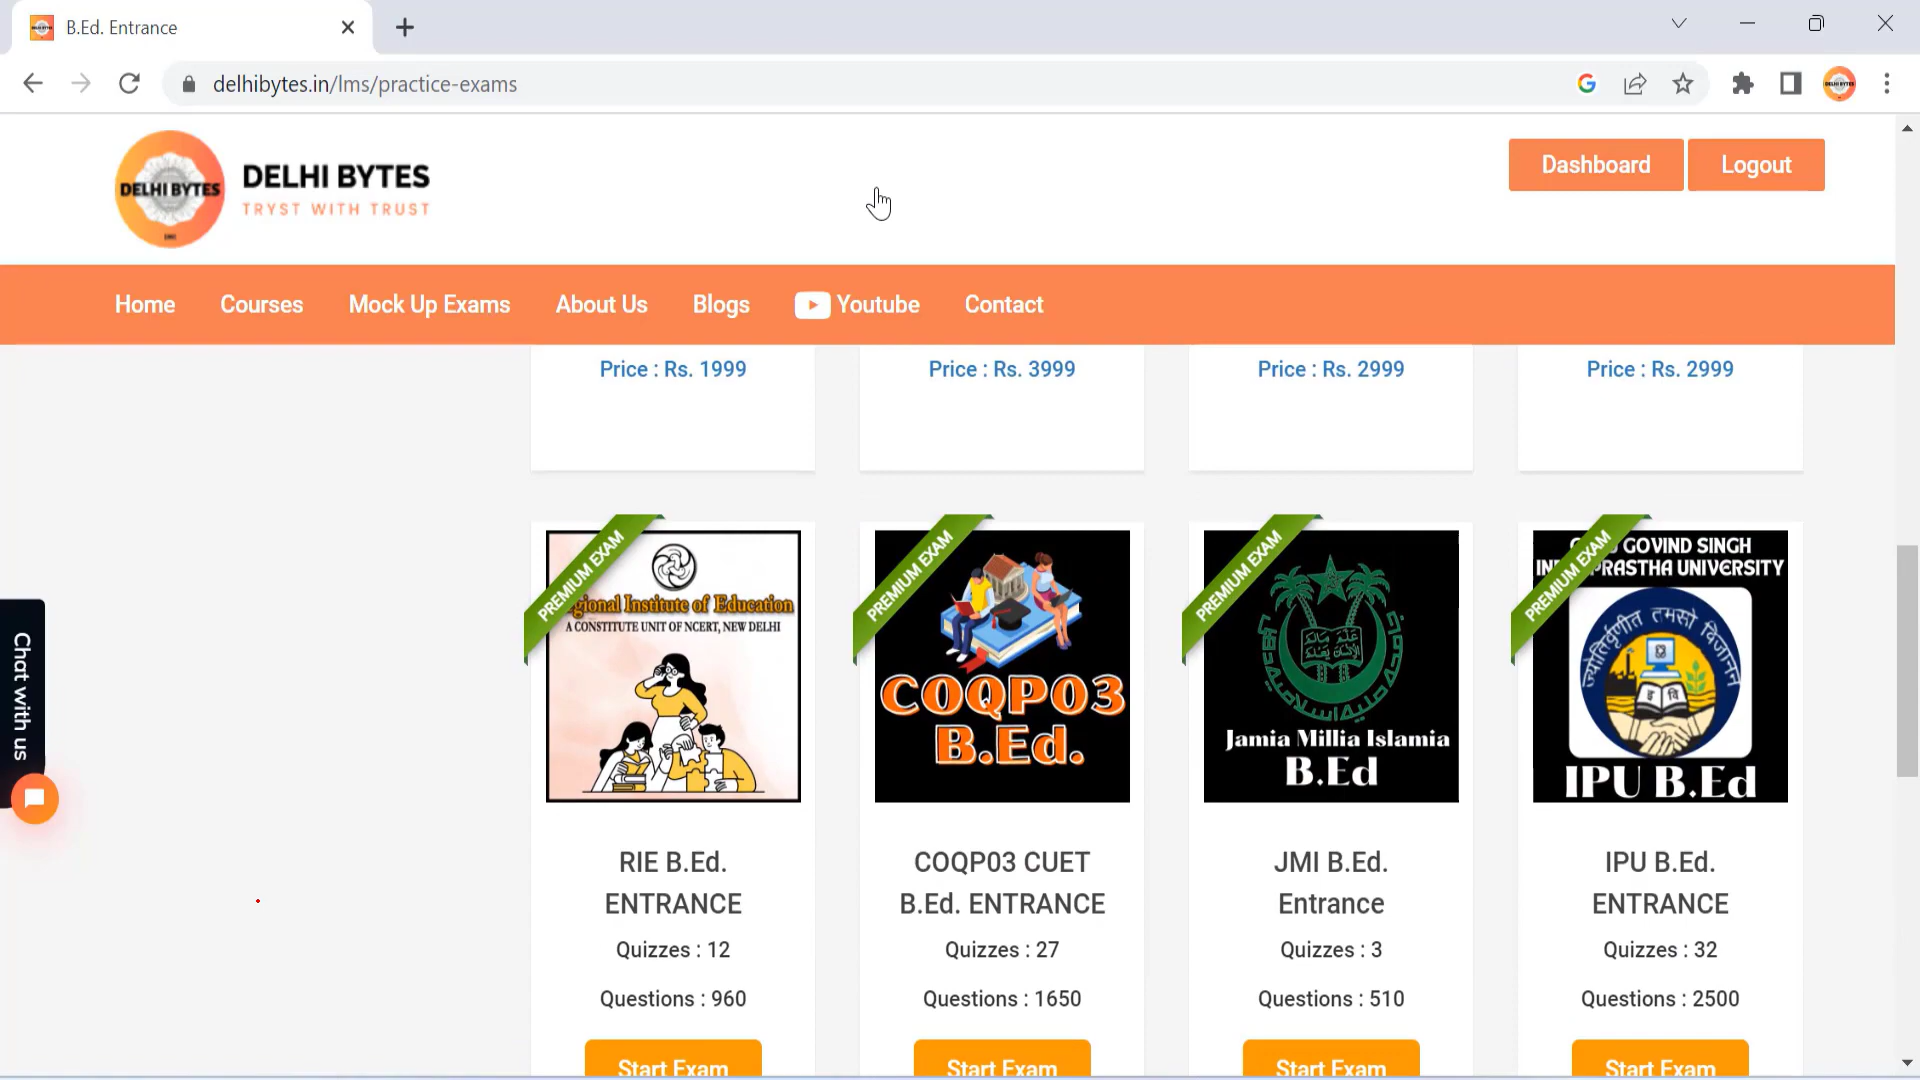 B.Ed. Entrance
delhibytes.in/lms/practice-exams
DELHI BYTES
DELHI BYTES
TRYST WITH TRUST
Dashboard
Logout
Home
Courses
Mock Up Exams
About Us
Blogs
Youtube
Contact
Price : Rs. 1999
Price : Rs. 3999
Price : Rs. 2999
Price : Rs. 2999
PREMIUM EXAM
gional Institute of Education
A CONSTITUTE UNIT OF NCERT, NEW DELHI
PREMIUM EXAM
COQP03
B.Ed.
PREMIUM EXAM
Jamia Millia Islamia
B.Ed
PREMIUM EXAM
GOVIND SINGH
PRASTHA UNIVERSITY
ज्योतिर्वृणीत तमसो विजानन
IPU B.Ed
RIE B.Ed.
ENTRANCE
Quizzes : 12
Questions : 960
Start Exam
COQP03 CUET
B.Ed. ENTRANCE
Quizzes : 27
Questions : 1650
Start Exam
JMI B.Ed.
Entrance
Quizzes : 3
Questions : 510
Start Exam
IPU B.Ed.
ENTRANCE
Quizzes : 32
Questions : 2500
Start Exam
Chat with us